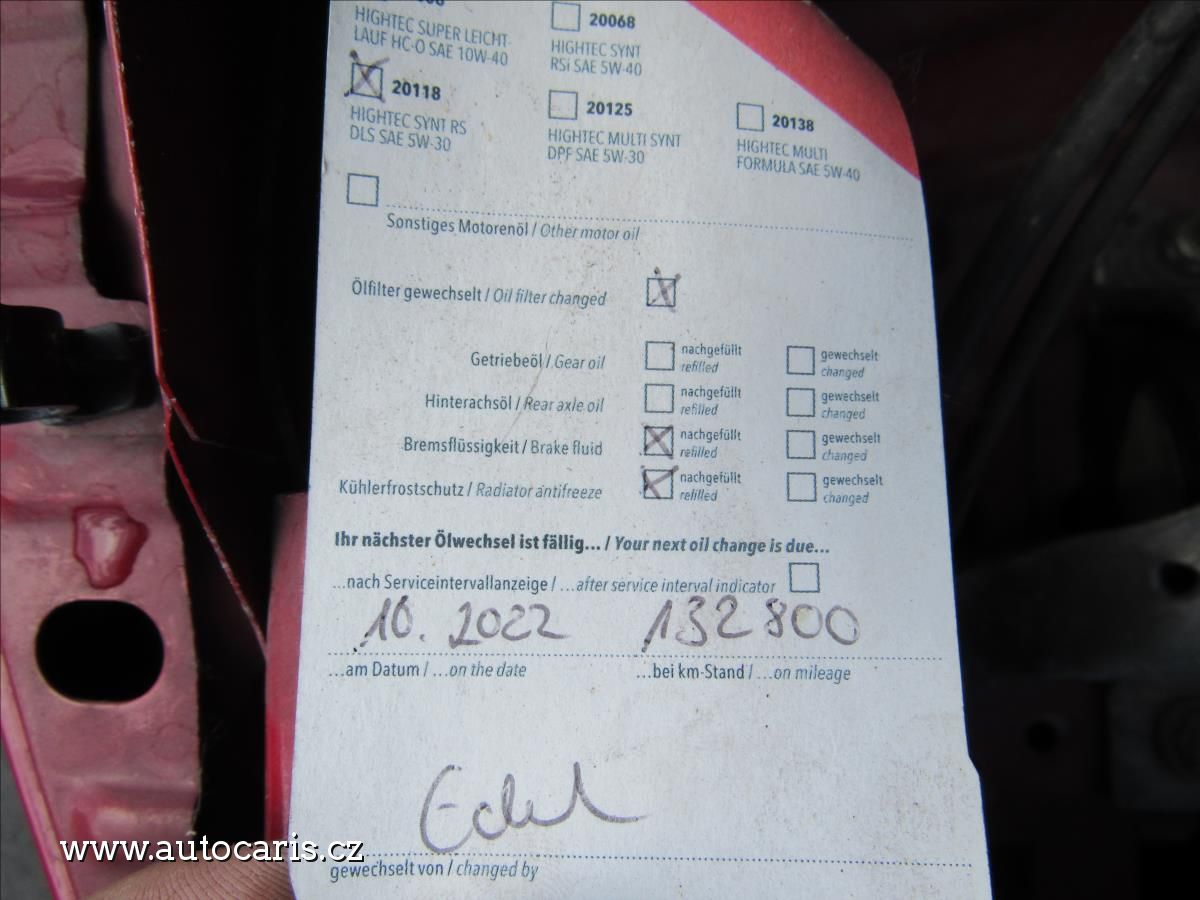 20068
HIGHTEC SUPER LEICHT-
LAUF HC-O SAE 10W-40
HIGHTEC SYNT
RSi SAE 5W-40
20118
HIGHTEC SYNT RS
DLS SAE 5W-30
20125
HIGHTEC MULTI SYNT
DPF SAE 5W-30
20138
HIGHTEC MULTI
FORMULA SAE 5W-40
Sonstiges Motorenöl / Other motor oil
Ölfilter gewechselt / Oil filter changed
Getriebeöl / Gear oil nachgefüllt refilled gewechselt changed
Hinterachsöl / Rear axle oil nachgefüllt refilled gewechselt changed
Bremsflüssigkeit / Brake fluid nachgefüllt refilled gewechselt changed
Kühlerfrostschutz / Radiator antifreeze nachgefüllt refilled gewechselt changed
Ihr nächster Ölwechsel ist fällig... / Your next oil change is due...
...nach Serviceintervallanzeige / ...after service interval indicator
10. 2022 132 800
...am Datum / ...on the date ...bei km-Stand / ...on mileage
gewechselt von / changed by
www.autocaris.cz